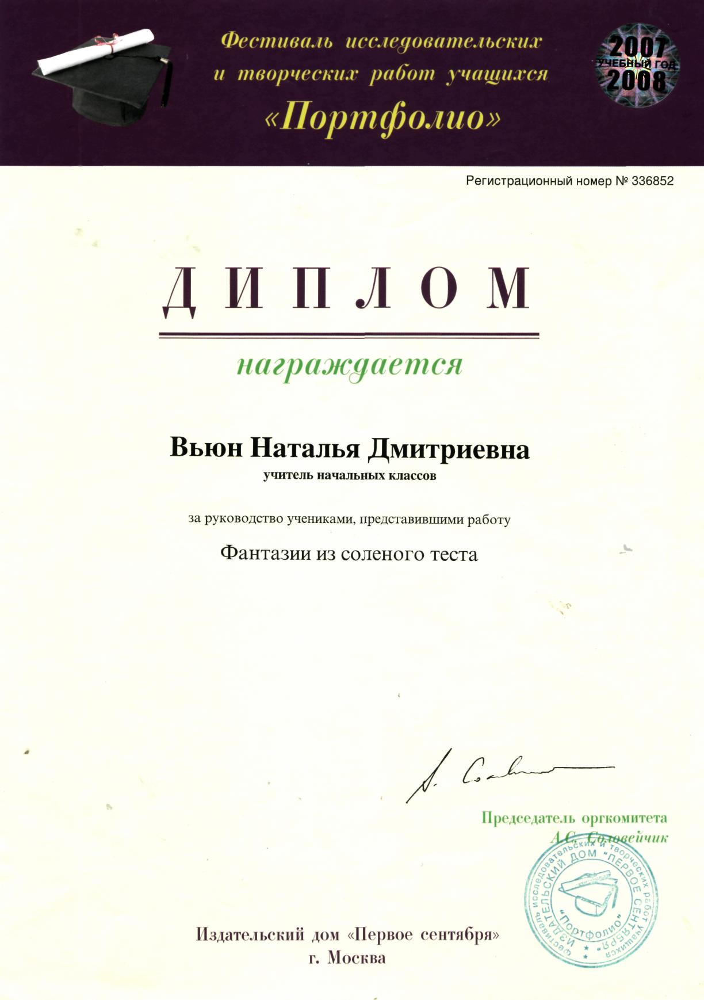 Фестиваль исследовательских
и творческих работ учащихся
«Портфолио»
2007
УЧЕБНЫЙ ГОД
2008
Регистрационный номер № 336852
ДИПЛОМ
награждается
Вьюн Наталья Дмитриевна
учитель начальных классов
за руководство учениками, представившими работу
Фантазии из соленого теста
Председатель оргкомитета
А.С. Соловейчик
Фестиваль исследовательских и творческих работ учащихся
ИЗДАТЕЛЬСКИЙ ДОМ "ПЕРВОЕ СЕНТЯБРЯ"
"Портфолио"
Издательский дом «Первое сентября»
г. Москва